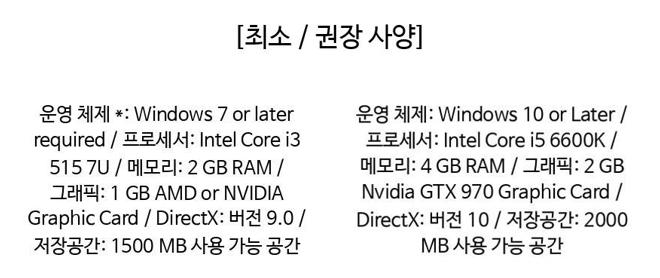 [최소 / 권장 사양]
운영 체제 *: Windows 7 or later
required / 프로세서: Intel Core i3
515 7U / 메모리: 2 GB RAM /
그래픽: 1 GB AMD or NVIDIA
Graphic Card / DirectX: 버전 9.0 /
저장공간: 1500 MB 사용 가능 공간
운영 체제: Windows 10 or Later /
프로세서: Intel Core i5 6600K /
메모리: 4 GB RAM / 그래픽: 2 GB
Nvidia GTX 970 Graphic Card /
DirectX: 버전 10 / 저장공간: 2000
MB 사용 가능 공간